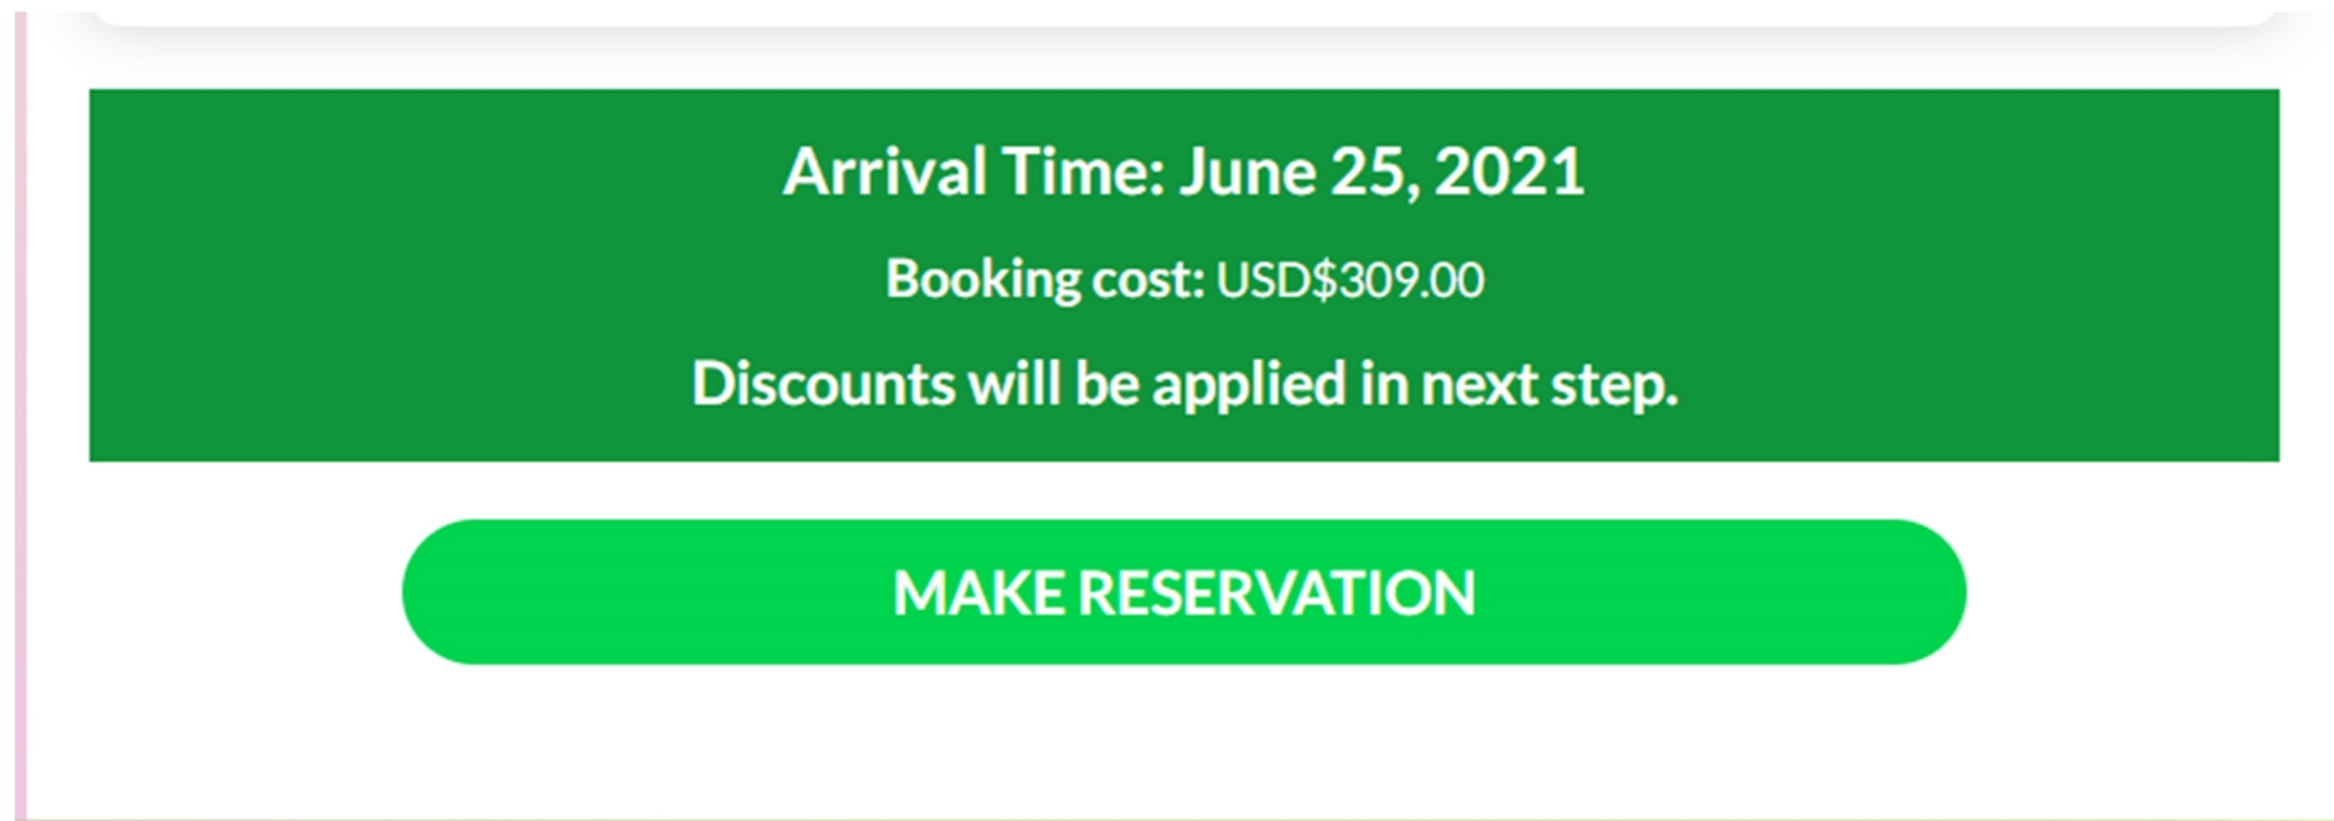 Arrival Time: June 25, 2021
Booking cost: USD$309.00
Discounts will be applied in next step.
MAKE RESERVATION